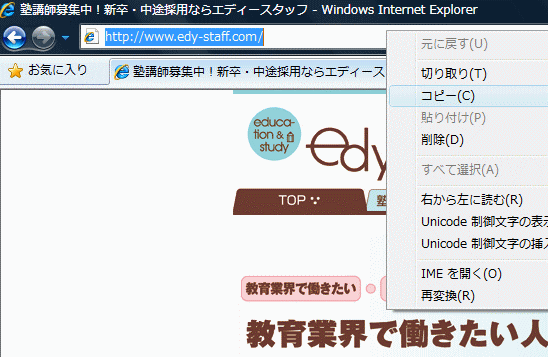 塾講師募集中！新卒・中途採用ならエディースタッフ - Windows Internet Explorer
http://www.edy-staff.com/
お気に入り
塾講師募集中！新卒・中途採用ならエディース
元に戻す(U)
切り取り(T)
コピー(C)
貼り付け(P)
削除(D)
すべて選択(A)
右から左に読む(R)
Unicode 制御文字の表示
Unicode 制御文字の挿入
IME を開く(O)
再変換(R)
educa-
tion &
study
edy
TOP
塾
教育業界で働きたい
教育業界で働きたい人